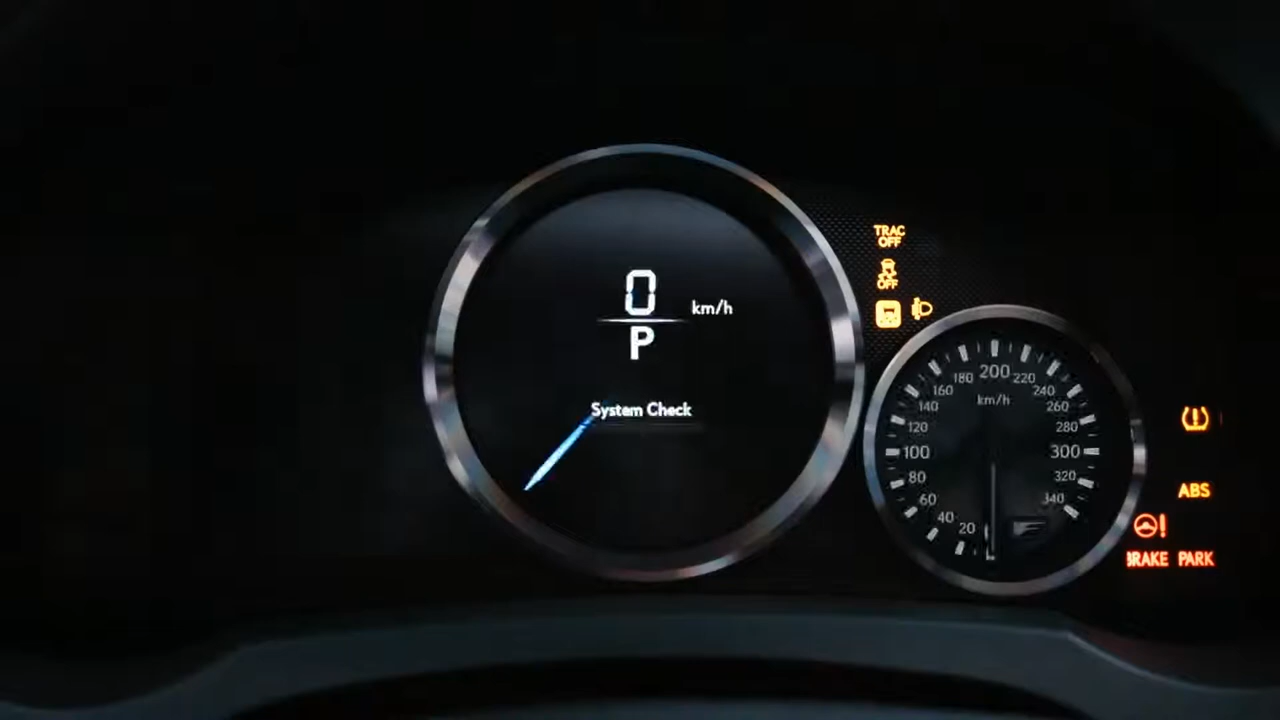 0
km/h
P
System Check
TRAC
OFF
OFF
180 200 220
160 240
km/h
140 260
120 280
100 300
80 320
60 340
40
20
F
ABS
!
BRAKE PARK